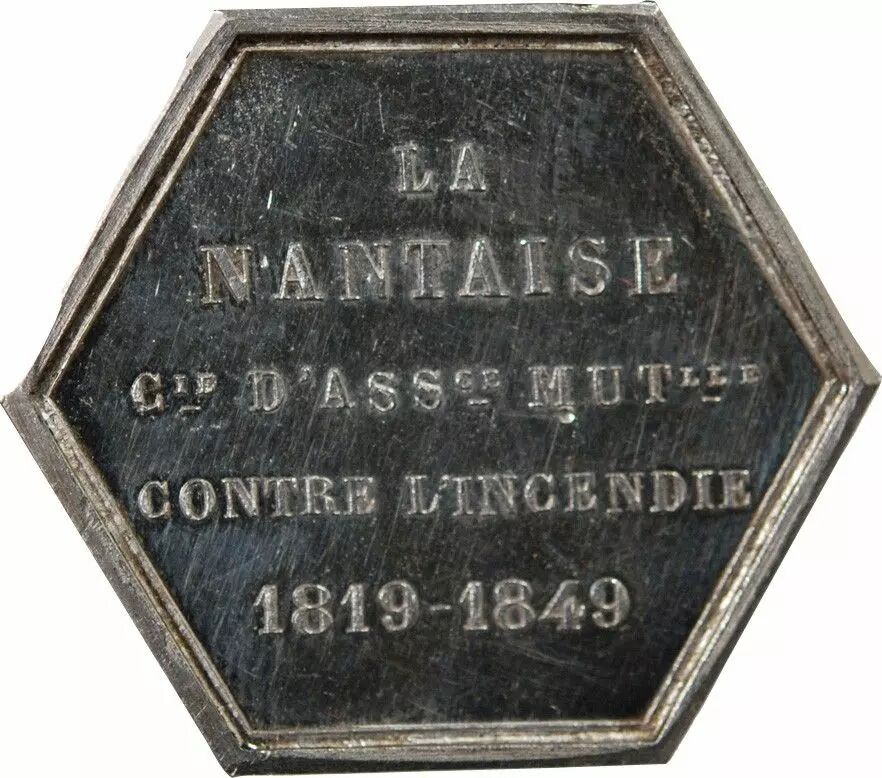 LA
NANTAISE
CIE D'ASSCE MUTLLE
CONTRE L'INCENDIE
1819-1849